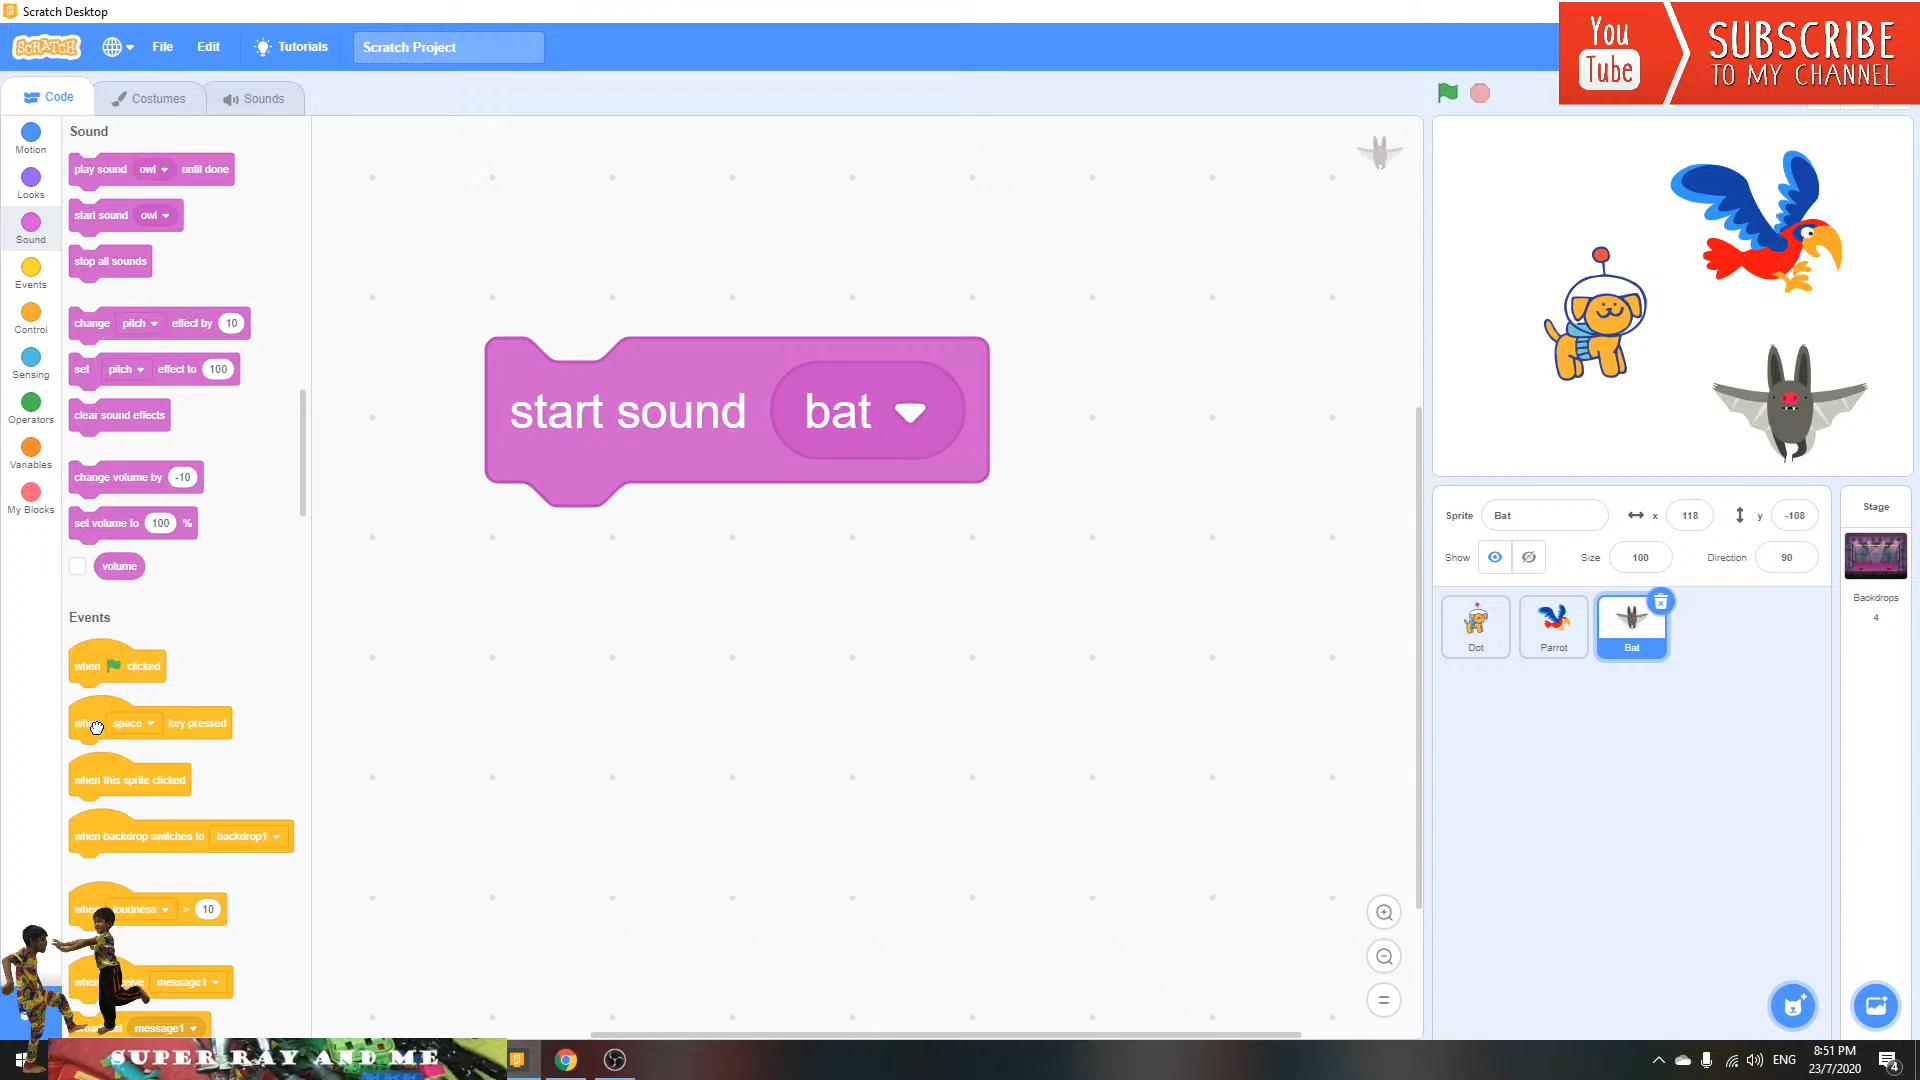 Scratch Desktop
SCRATCH
File
Edit
Tutorials
Scratch Project
You
Tube
SUBSCRIBE
TO MY CHANNEL
Code
Costumes
Sounds
Motion
Looks
Sound
Events
Control
Sensing
Operators
Variables
My Blocks
Sound
play sound owl until done
start sound owl
stop all sounds
change pitch effect by 10
set pitch effect to 100
clear sound effects
change volume by -10
set volume to 100 %
volume
Events
when clicked
when space key pressed
when this sprite clicked
when backdrop switches to backdrop1
when loudness > 10
when message1
message1
start sound bat
Sprite Bat x 118 y -108
Show Size 100 Direction 90
Dot
Parrot
Bat
Stage
Backdrops
4
SUPER RAY AND ME
ENG
8:51 PM
23/7/2020
4